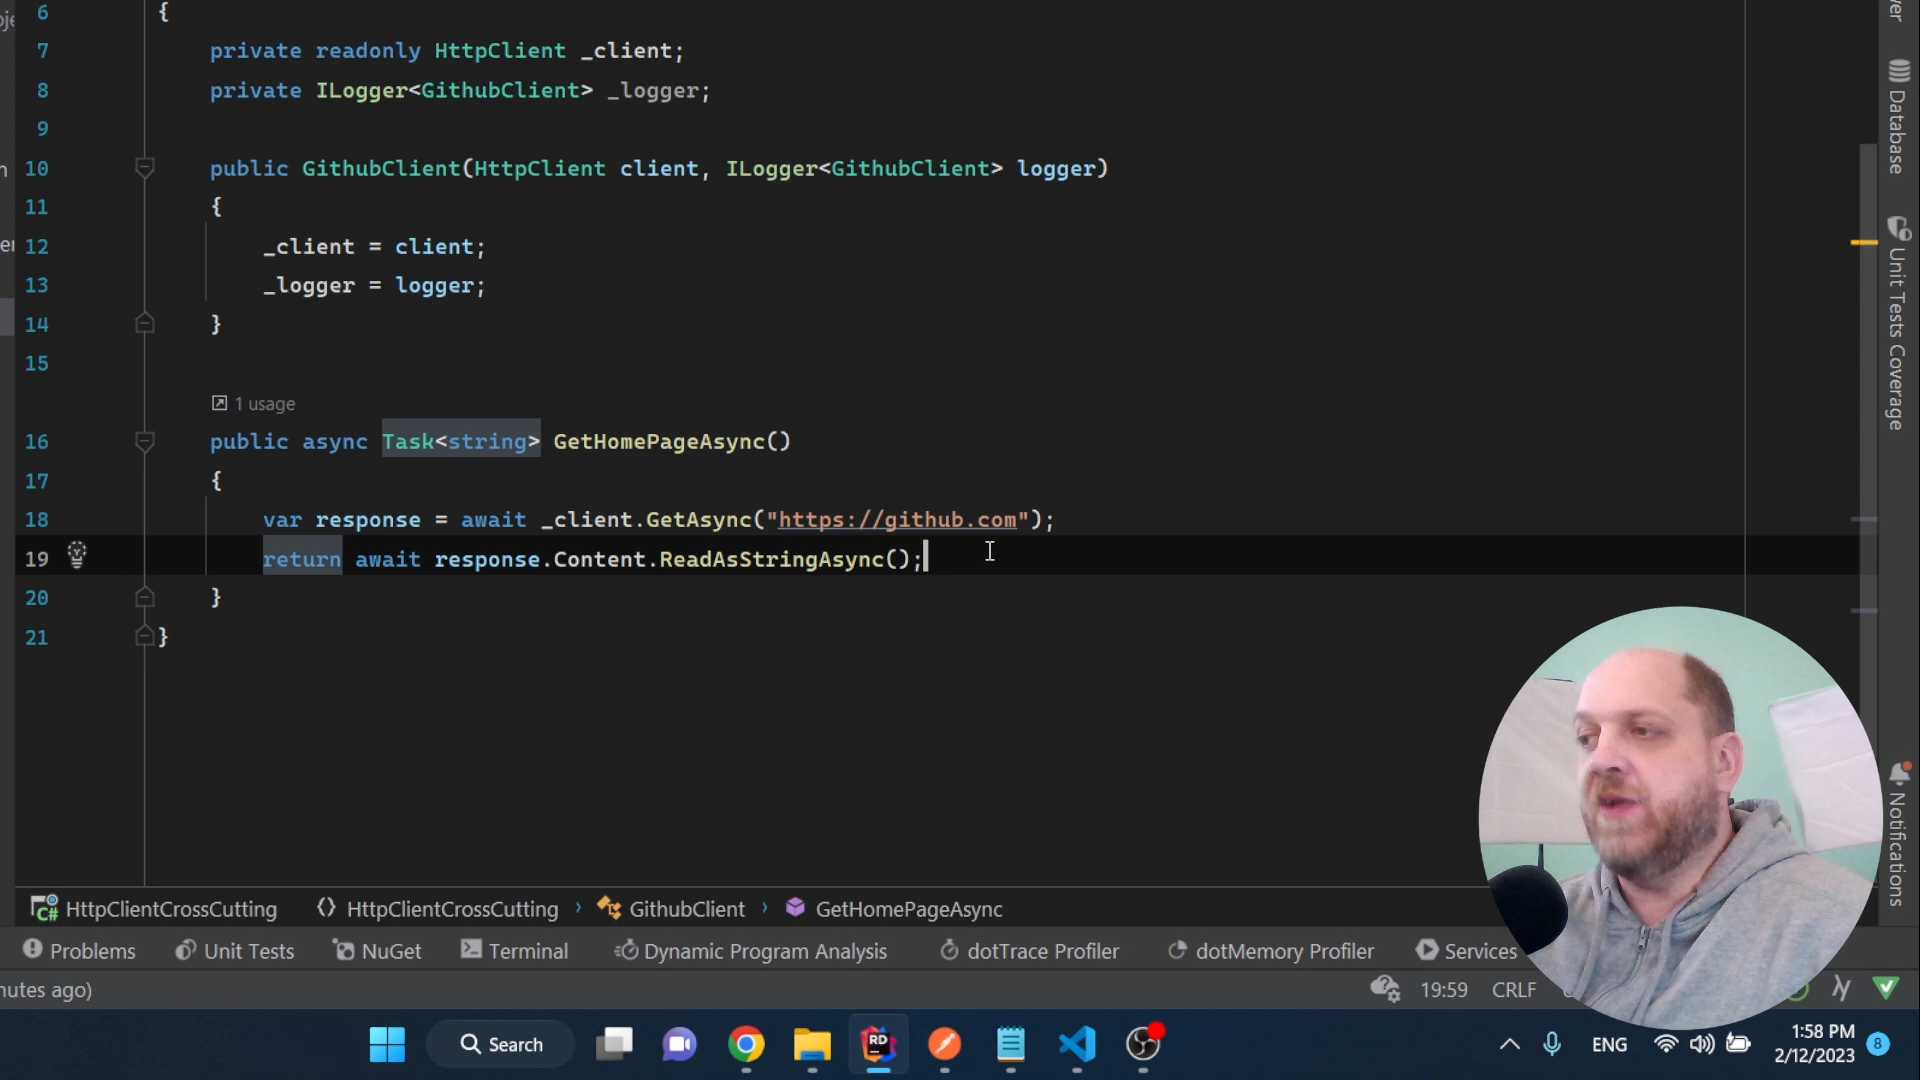 6 {
7 private readonly HttpClient _client;
8 private ILogger<GithubClient> _logger;
9
10 public GithubClient(HttpClient client, ILogger<GithubClient> logger)
11 {
12 _client = client;
13 _logger = logger;
14 }
15
1 usage
16 public async Task<string> GetHomePageAsync()
17 {
18 var response = await _client.GetAsync("https://github.com");
19 return await response.Content.ReadAsStringAsync();
20 }
21 }
Database
Unit Tests Coverage
Notifications
HttpClientCrossCutting HttpClientCrossCutting › GithubClient › GetHomePageAsync
Problems Unit Tests NuGet Terminal Dynamic Program Analysis dotTrace Profiler dotMemory Profiler Services
nutes ago) 19:59 CRLF
Search RD ENG 1:58 PM
2/12/2023 8